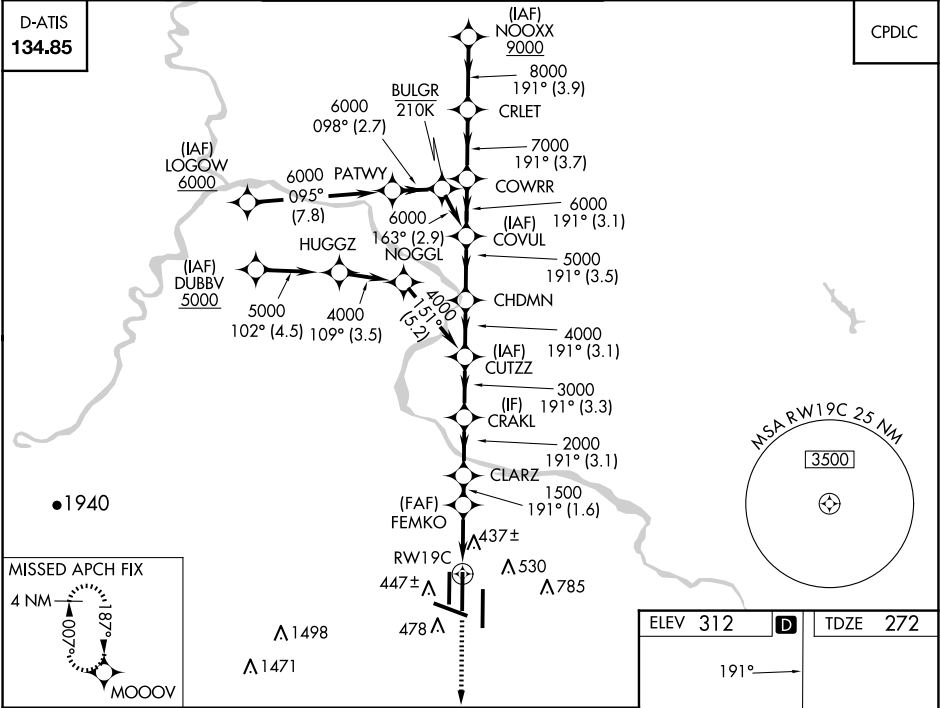 D-ATIS
134.85
CPDLC
(IAF)
NOOXX
9000
8000
191° (3.9)
CRLET
BULGR
210K
6000
098° (2.7)
7000
191° (3.7)
(IAF)
LOGOW
6000
6000
095°
(7.8)
PATWY
COWRR
6000
191° (3.1)
6000
163° (2.9)
(IAF)
COVUL
HUGGZ
NOGGL
5000
191° (3.5)
(IAF)
DUBBV
5000
5000
102° (4.5)
4000
109° (3.5)
4000
151°
(5.2)
CHDMN
4000
191° (3.1)
(IAF)
CUTZZ
3000
191° (3.3)
(IF)
CRAKL
2000
191° (3.1)
CLARZ
1500
191° (1.6)
(FAF)
FEMKO
MSA RW19C 25 NM
3500
1940
437±
RW19C
530
447±
785
478
1498
1471
MISSED APCH FIX
4 NM
007°
187°
MOOOV
ELEV 312
D
TDZE 272
191°